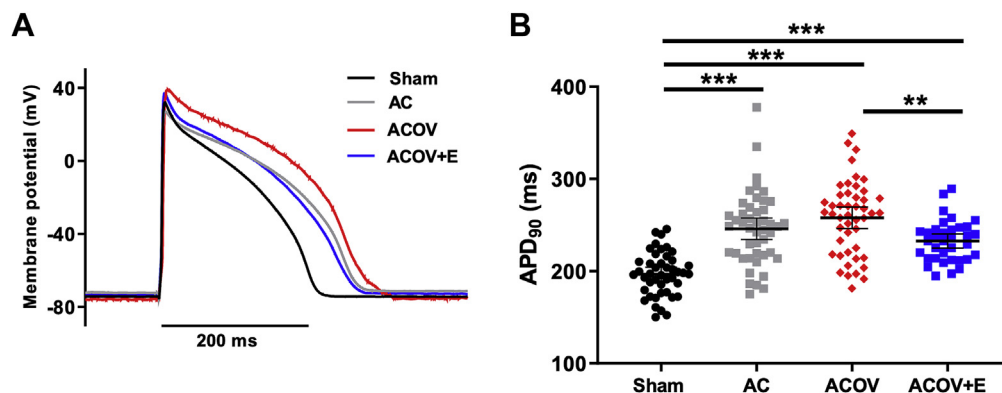 A
Membrane potential (mV)
40
0
-40
-80
Sham
AC
ACOV
ACOV+E
200 ms
B
APD90 (ms)
400
300
200
100
***
***
***
**
Sham AC ACOV ACOV+E